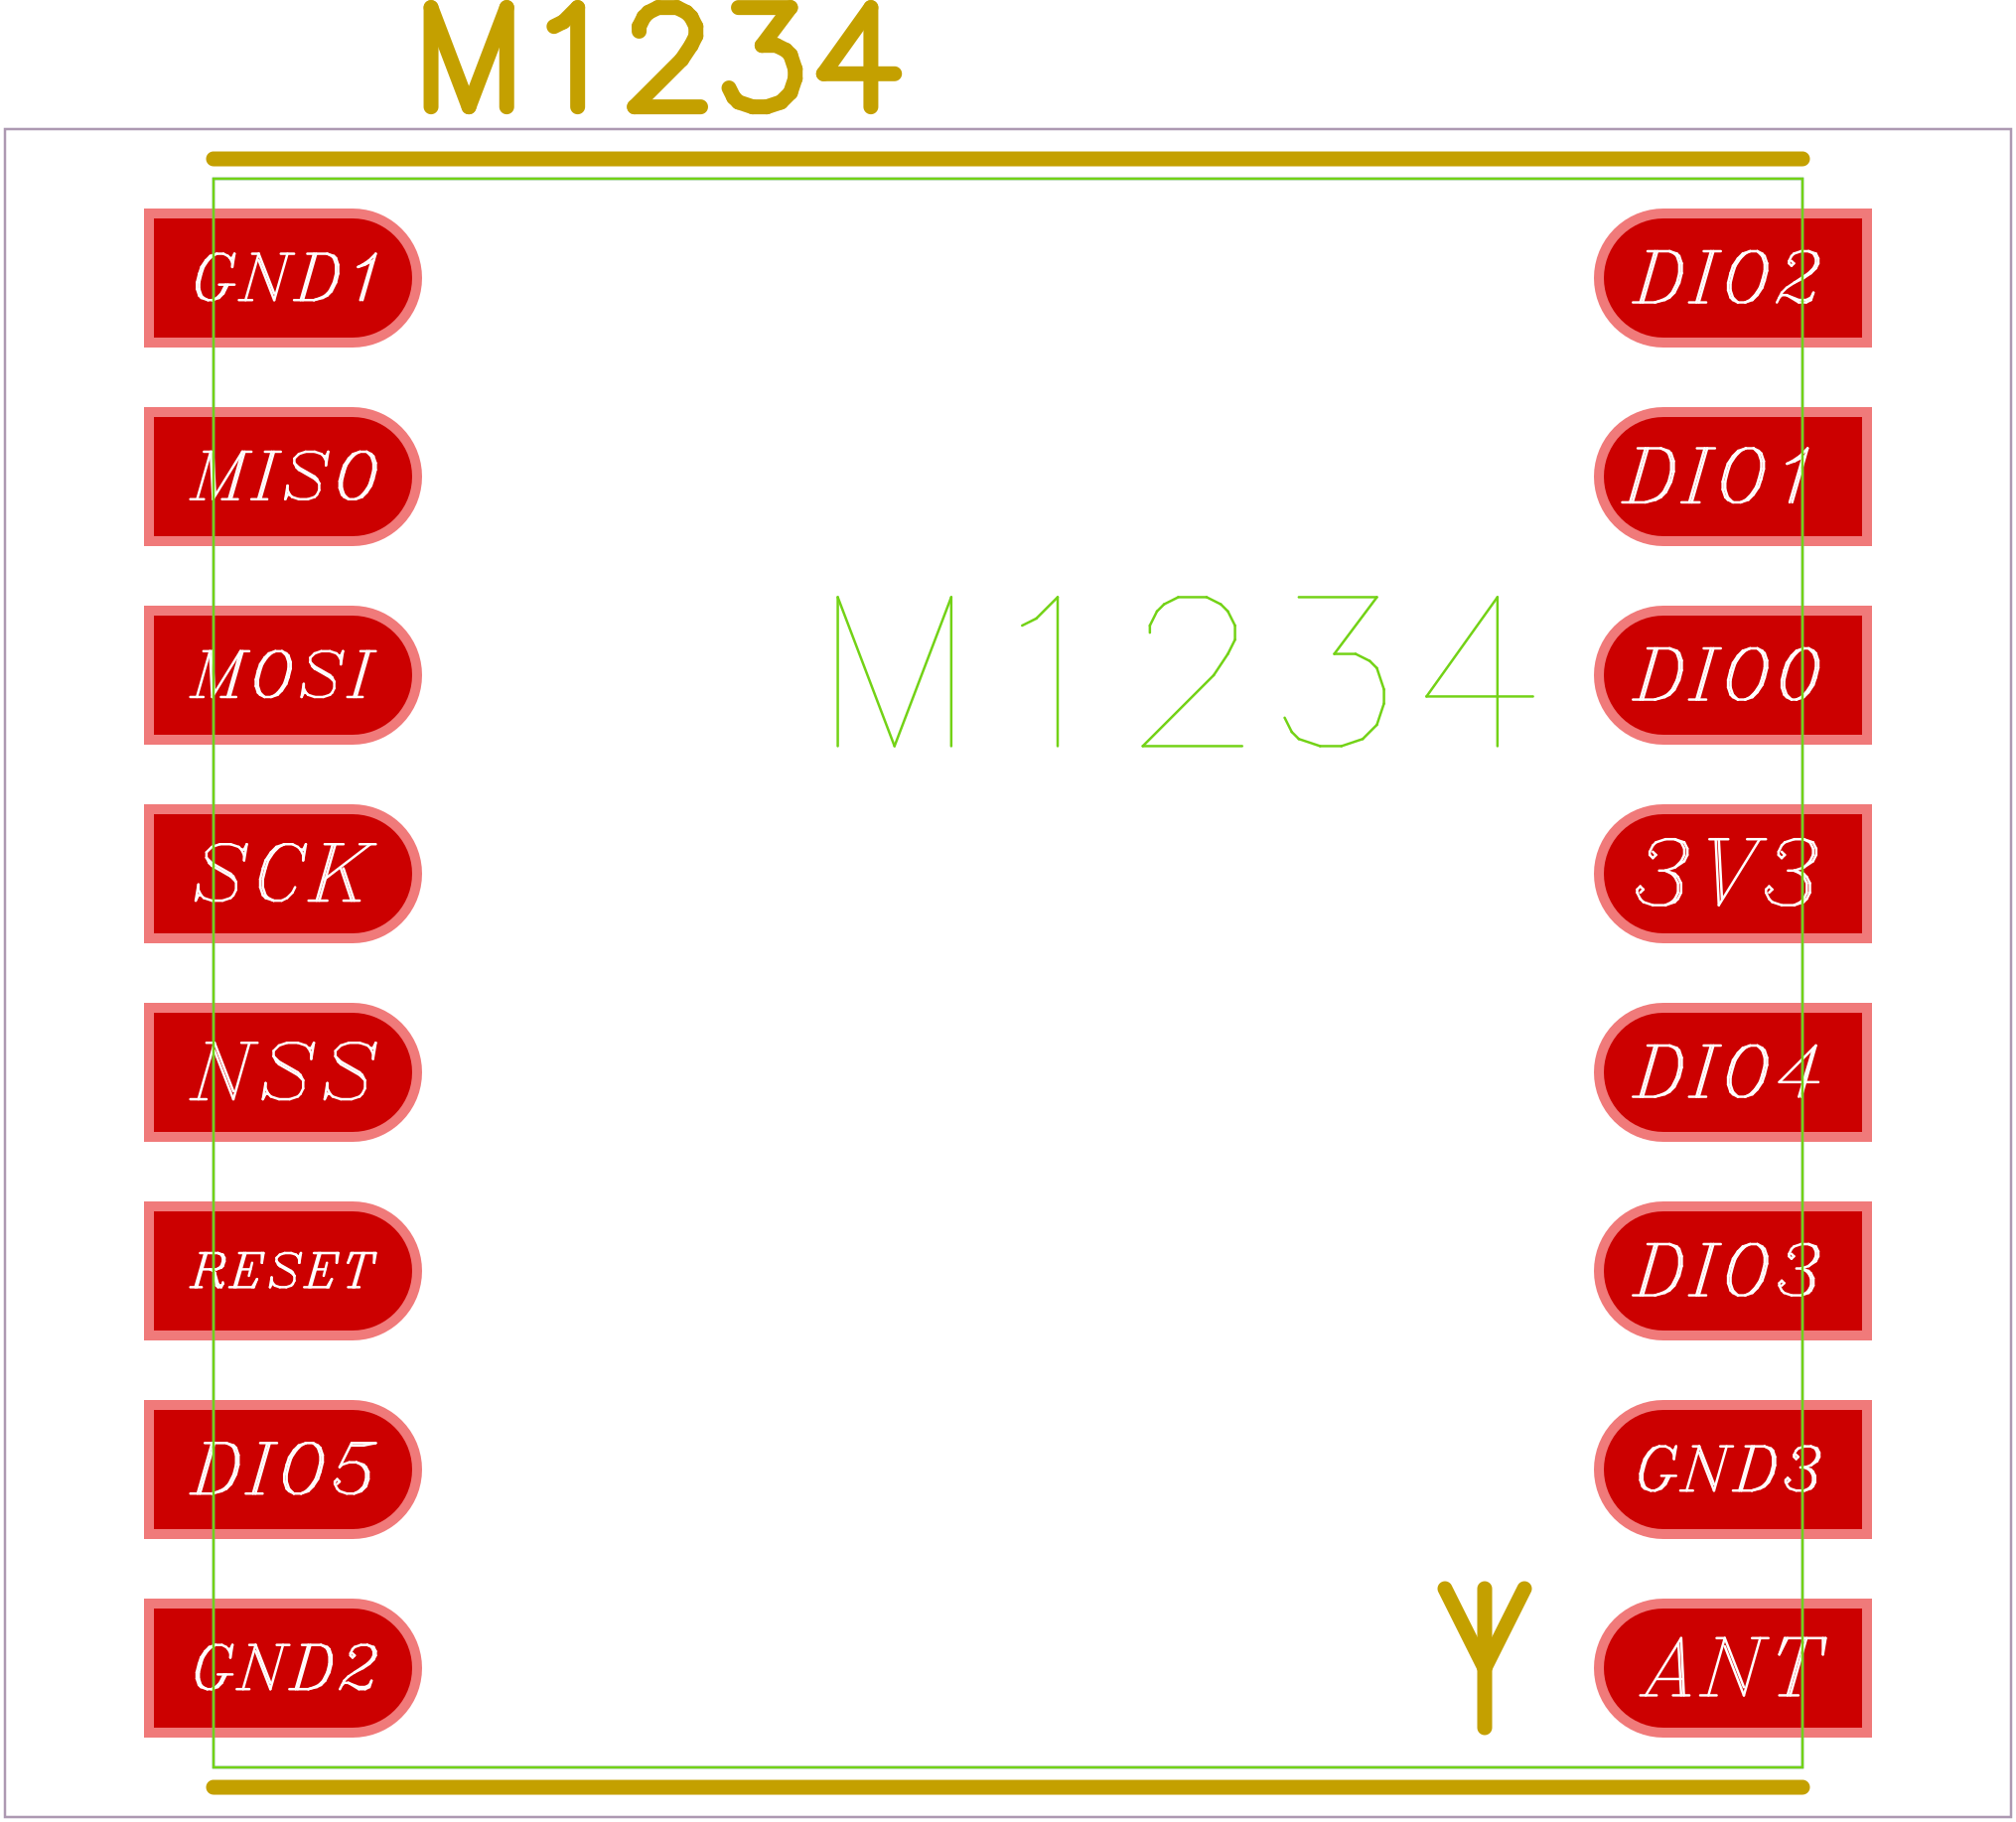 M1234
GND1 DIO2
MISO DIO1
MOSI M1234 DIO0
SCK 3V3
NSS DIO4
RESET DIO3
DIO5 GND3
GND2 ANT